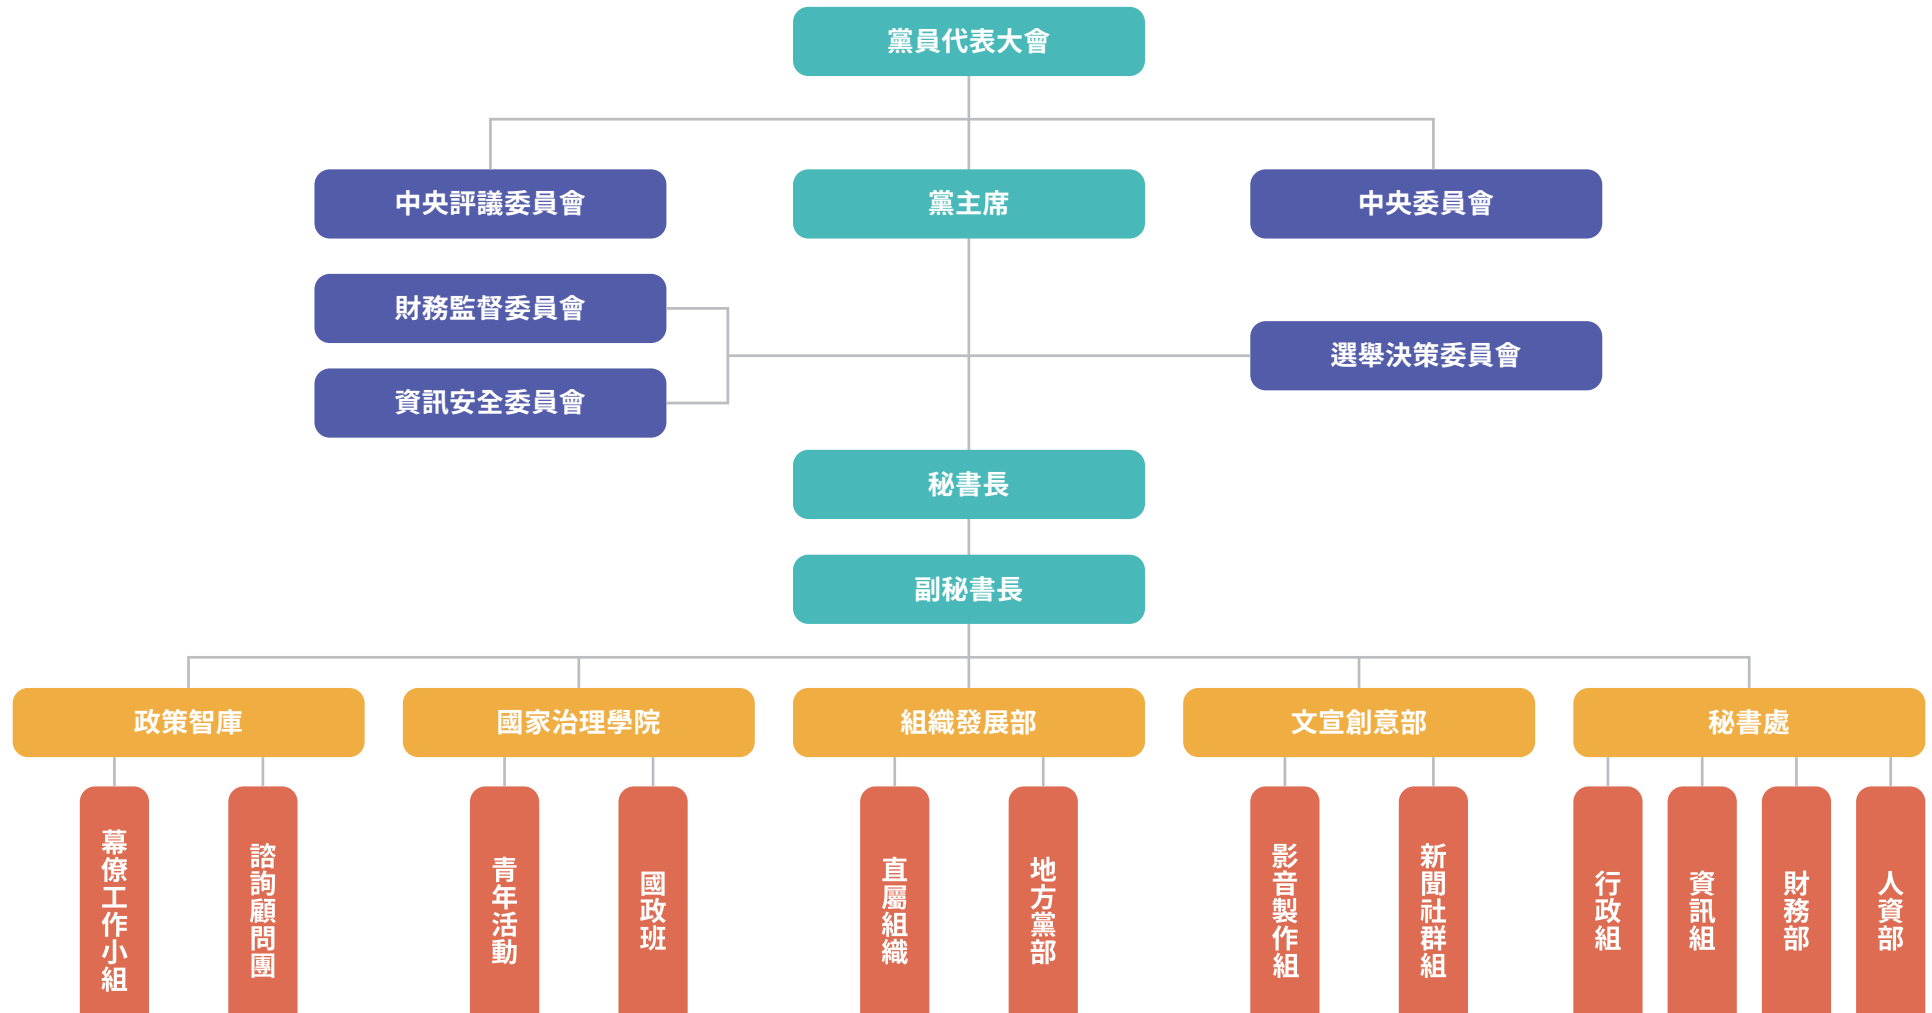 黨員代表大會
中央評議委員會
黨主席
中央委員會
財務監督委員會
選舉決策委員會
資訊安全委員會
秘書長
副秘書長
政策智庫
國家治理學院
組織發展部
文宣創意部
秘書處
幕僚工作小組
諮詢顧問團
青年活動
國政班
直屬組織
地方黨部
影音製作組
新聞社群組
行政組
資訊組
財務部
人資部